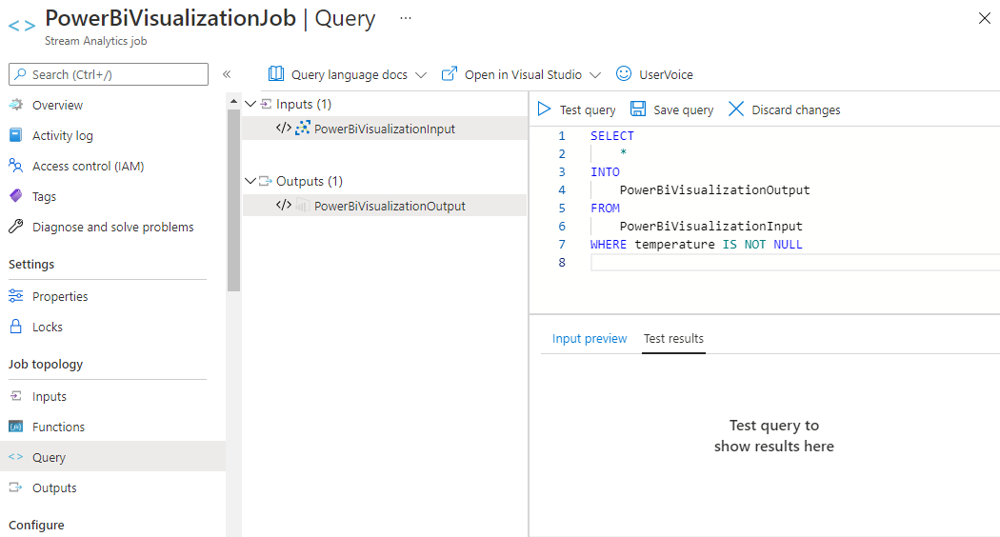 PowerBiVisualizationJob | Query ...
Stream Analytics job
Search (Ctrl+/)
«
Overview
Activity log
Access control (IAM)
Tags
Diagnose and solve problems
Settings
Properties
Locks
Job topology
Inputs
Functions
Query
Outputs
Configure
Query language docs
Open in Visual Studio
UserVoice
Inputs (1)
</> PowerBiVisualizationInput
Outputs (1)
</> PowerBiVisualizationOutput
Test query
Save query
Discard changes
1 SELECT
2 *
3 INTO
4 PowerBiVisualizationOutput
5 FROM
6 PowerBiVisualizationInput
7 WHERE temperature IS NOT NULL
8
Input preview
Test results
Test query to
show results here